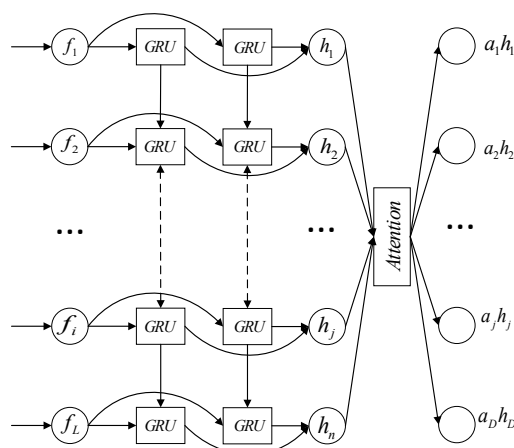 f1 GRU GRU h1 a1h1
f2 GRU GRU h2 a2h2
... ... Attention ...
fi GRU GRU hj ajhj
fL GRU GRU hn aDhD